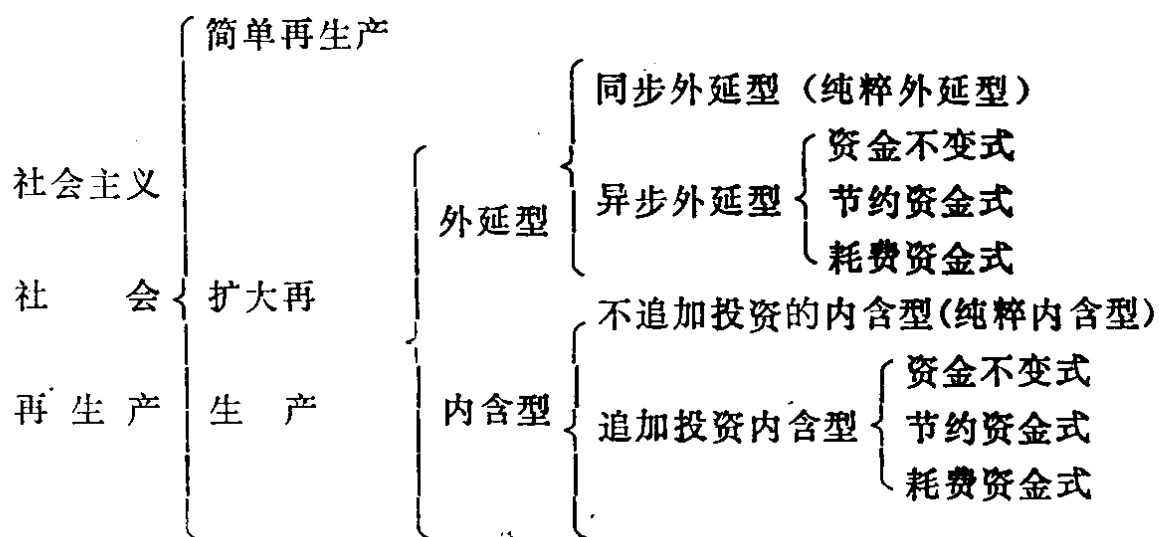 简单再生产
同步外延型（纯粹外延型）
资金不变式
社会主义
外延型
异步外延型
节约资金式
耗费资金式
社会
扩大再
不追加投资的内含型(纯粹内含型)
资金不变式
再生产
生产
内含型
追加投资内含型
节约资金式
耗费资金式